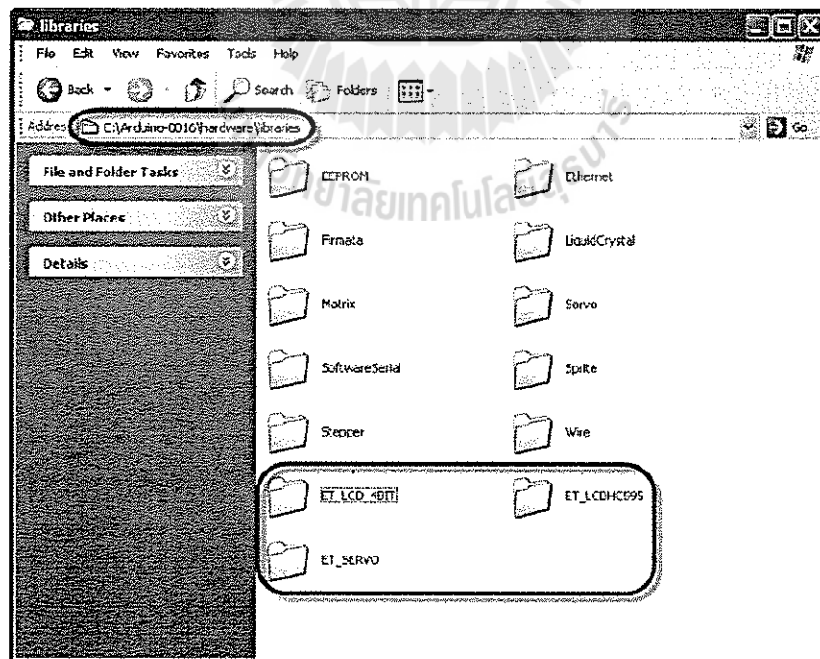 libraries
File Edit View Favorites Tools Help
Back Search Folders
Address C:\Arduino-0016\hardware\libraries Go
File and Folder Tasks
Other Places
Details
EEPROM Ethernet
Firmata LiquidCrystal
Matrix Servo
SoftwareSerial Sprite
Stepper Wire
ET_LCD_4BIT ET_LCDHC595
ET_SERVO